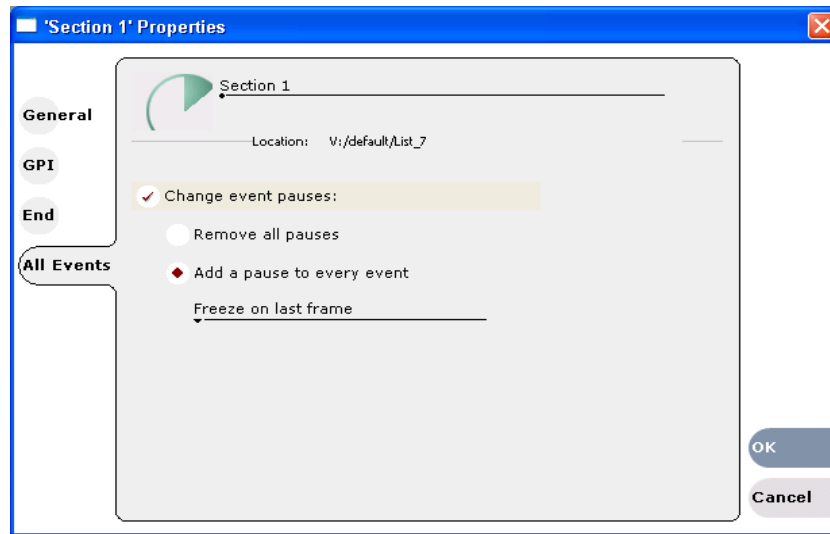 'Section 1' Properties
General
GPI
End
All Events
Section 1
Location: V:/default/List_7
Change event pauses:
Remove all pauses
Add a pause to every event
Freeze on last frame
OK
Cancel